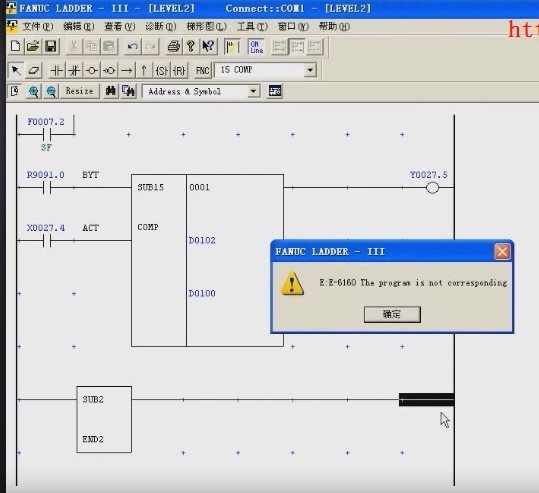 FANUC LADDER - III - [LEVEL2] Connect::COM1 - [LEVEL2]
文件(F) 编辑(E) 查看(V) 诊断(D) 梯形图(L) 工具(T) 窗口(W) 帮助(H)
htt
ON Line
(S) (R) FNC 15 COMP
Resize Address & Symbol
F0007.2
SF
R9091.0 BYT SUB15 0001 Y0027.5
X0027.4 ACT COMP
D0102
D0100
FANUC LADDER - III
E:E-6160 The program is not corresponding
确定
SUB2
END2